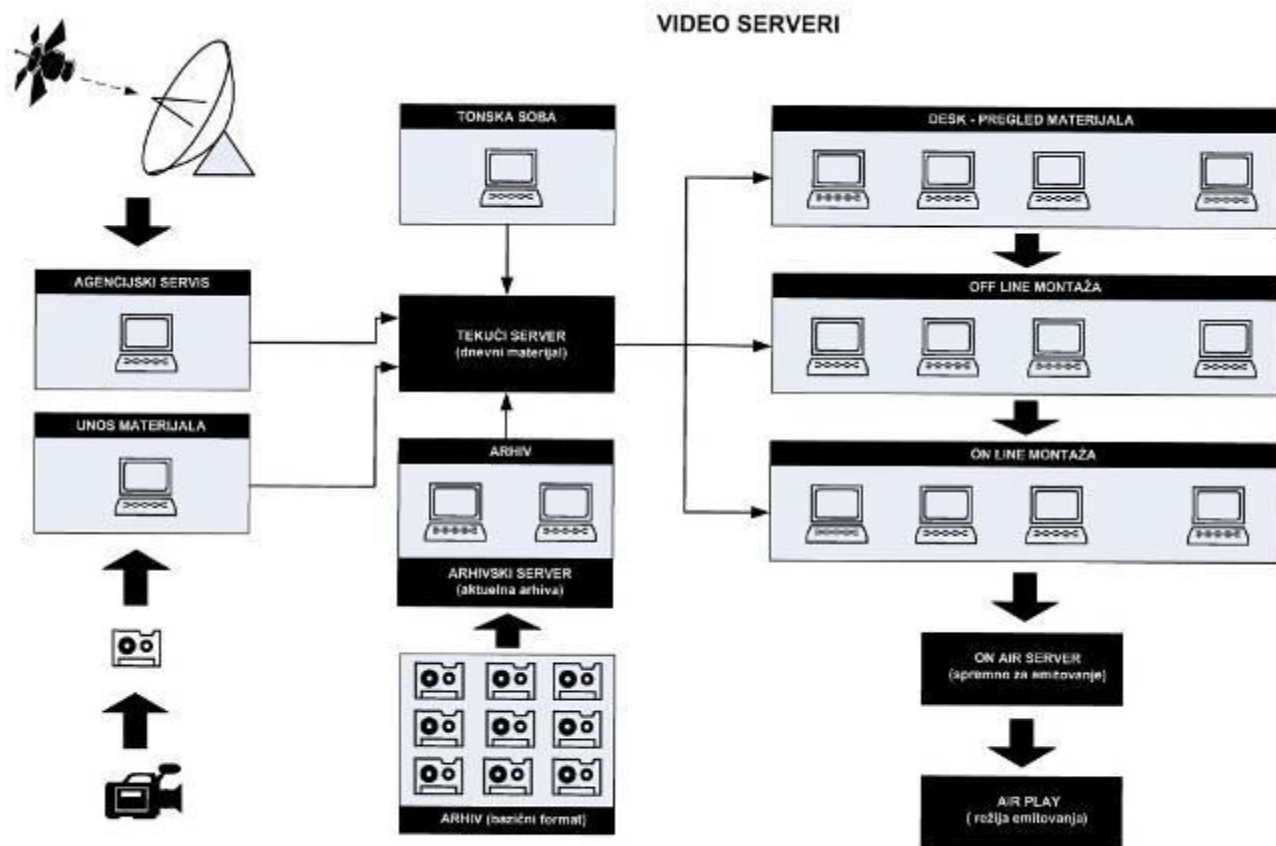 VIDEO SERVERI
TONSKA SOBA
DESK - PREGLED MATERIJALA
AGENCIJSKI SERVIS
OFF LINE MONTAŽA
TEKUĆI SERVER
(dnevni materijal)
UNOS MATERIJALA
ARHIV
ON LINE MONTAŽA
ARHIVSKI SERVER
(aktuelna arhiva)
ON AIR SERVER
(spremno za emitovanje)
AIR PLAY
( režija emitovanja)
ARHIV (bazični format)